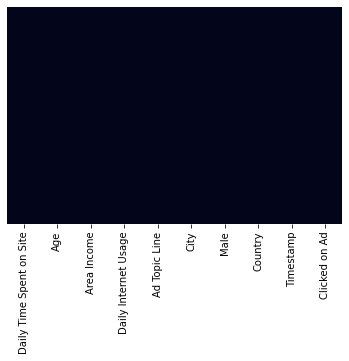 Daily Time Spent on Site
Age
Area Income
Daily Internet Usage
Ad Topic Line
City
Male
Country
Timestamp
Clicked on Ad